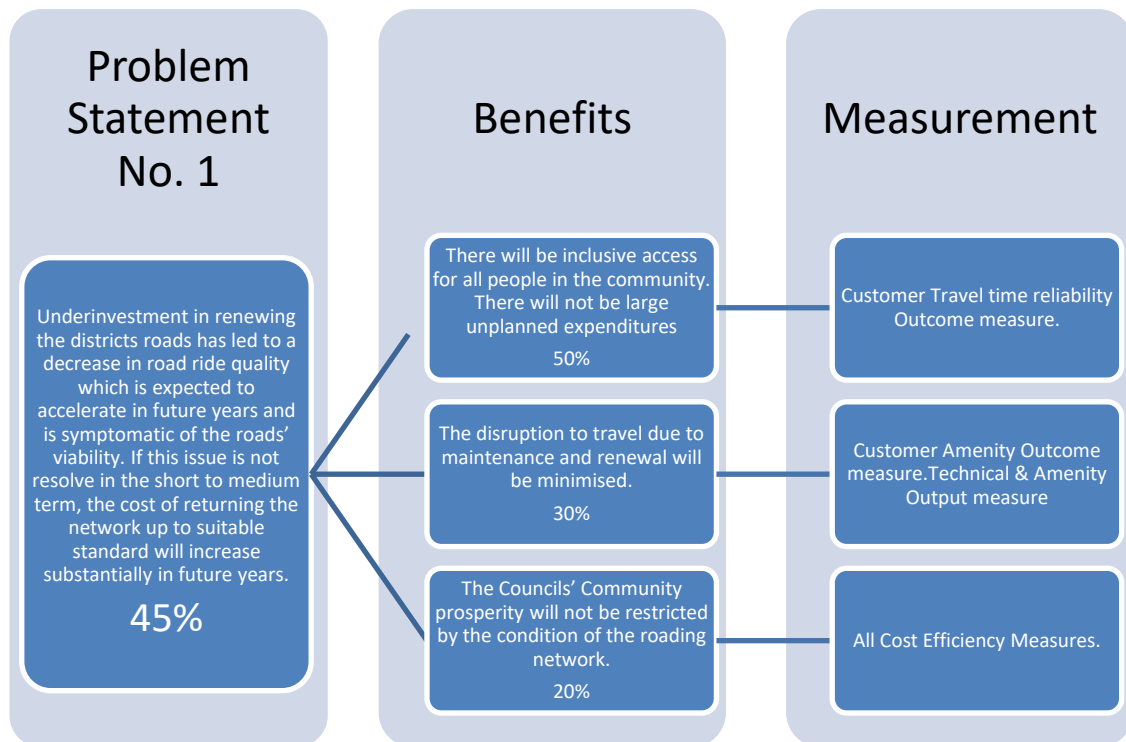 Problem
Statement
No. 1
Underinvestment in renewing
the districts roads has led to a
decrease in road ride quality
which is expected to
accelerate in future years and
is symptomatic of the roads’
viability. If this issue is not
resolve in the short to medium
term, the cost of returning the
network up to suitable
standard will increase
substantially in future years.
45%
Benefits
There will be inclusive access
for all people in the community.
There will not be large
unplanned expenditures
50%
The disruption to travel due to
maintenance and renewal will
be minimised.
30%
The Councils’ Community
prosperity will not be restricted
by the condition of the roading
network.
20%
Measurement
Customer Travel time reliability
Outcome measure.
Customer Amenity Outcome
measure.Technical & Amenity
Output measure
All Cost Efficiency Measures.